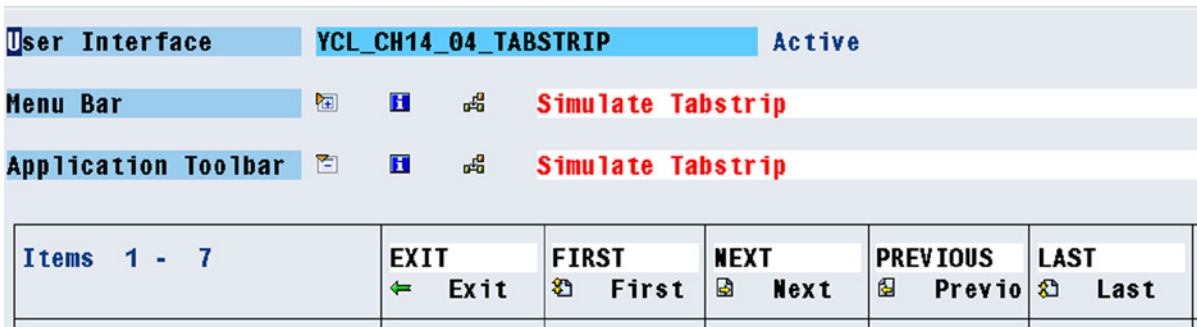 User Interface YCL_CH14_04_TABSTRIP Active
Menu Bar Simulate Tabstrip
Application Toolbar Simulate Tabstrip
Items 1 - 7 EXIT FIRST NEXT PREVIOUS LAST
Exit First Next Previo Last